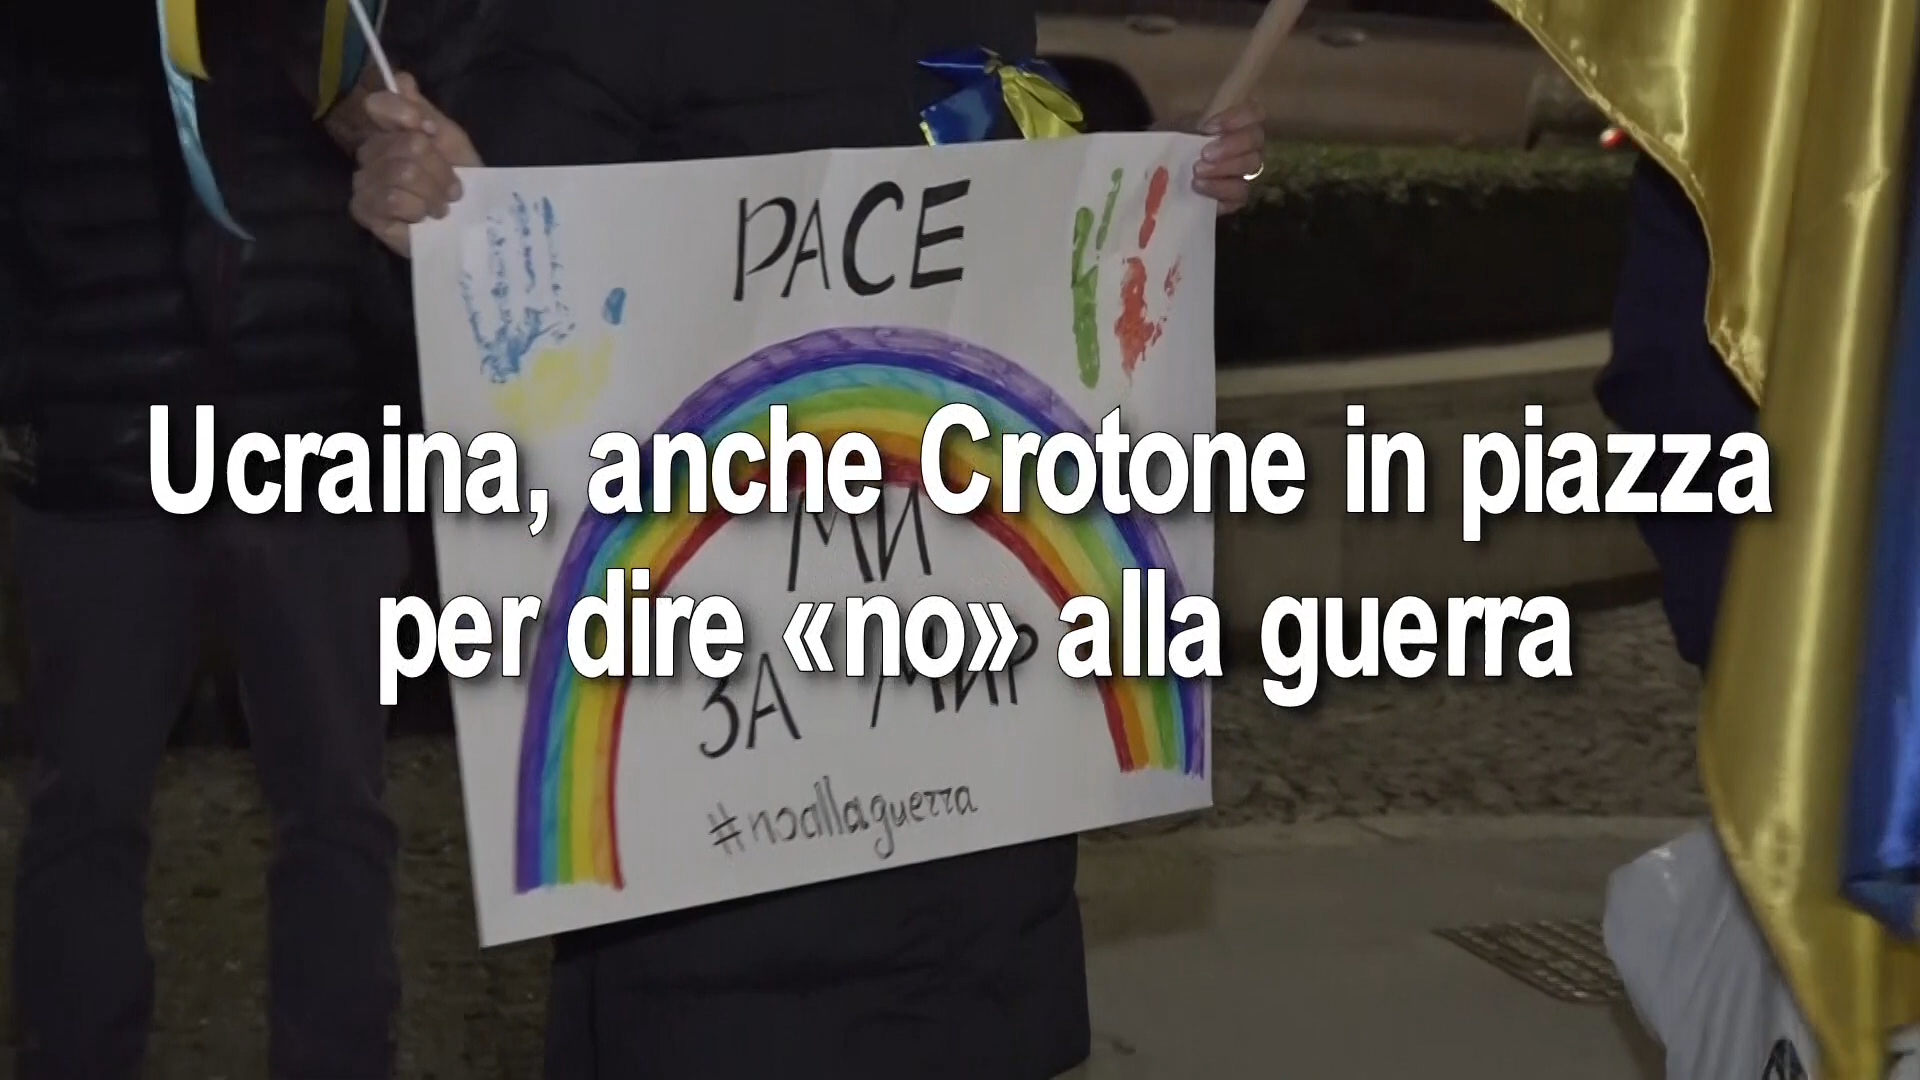 PACE
Ucraina, anche Crotone in piazza
МИ
per dire «no» alla guerra
ЗА МИР
#noallaguerra